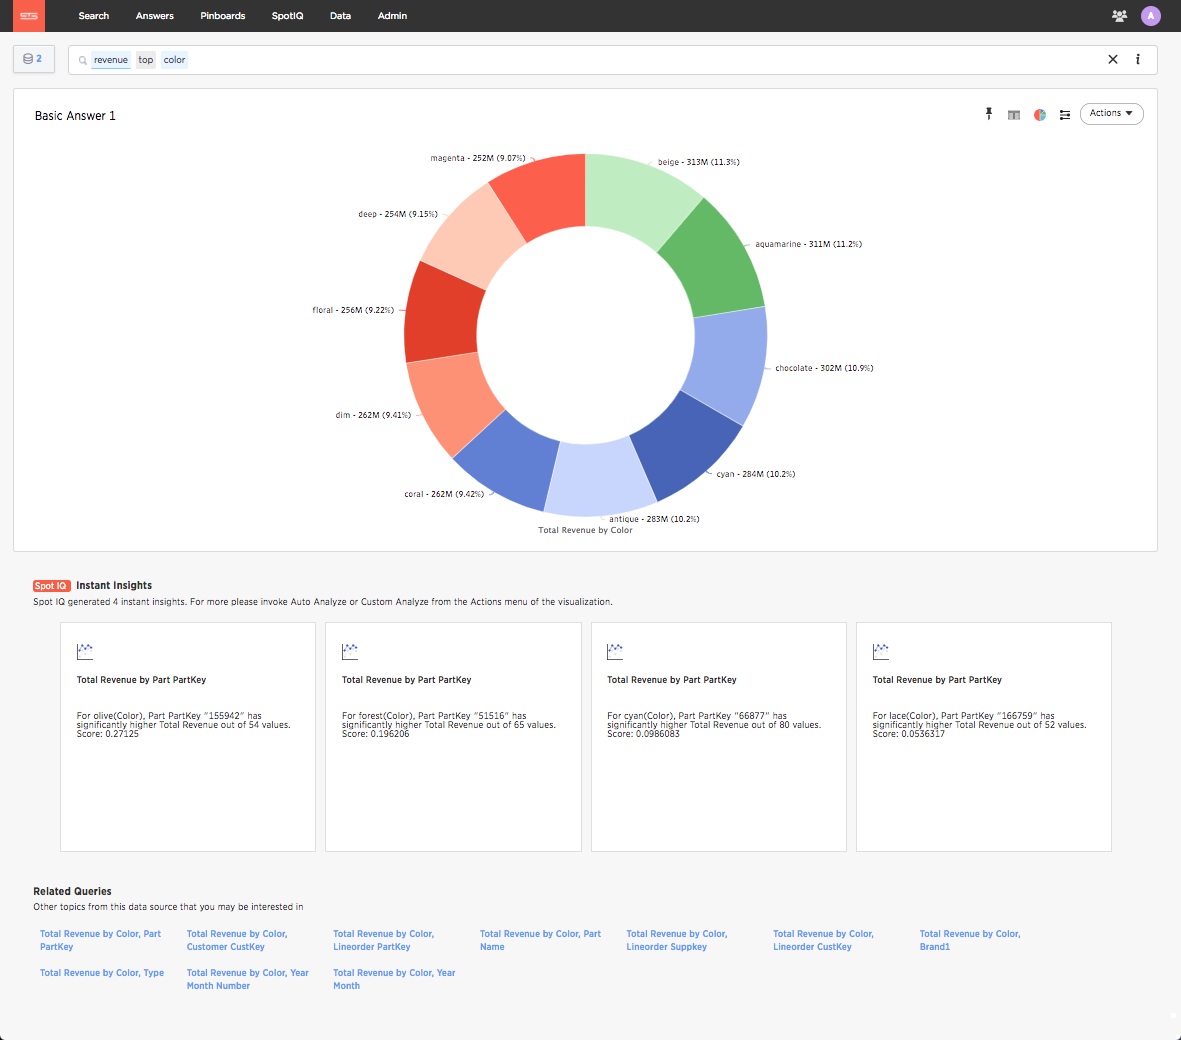 STS
Search Answers Pinboards SpotIQ Data Admin
A
2
revenue top color
Basic Answer 1
Actions
magenta - 252M (9.07%)
beige - 313M (11.3%)
deep - 254M (9.15%)
aquamarine - 311M (11.2%)
floral - 256M (9.22%)
chocolate - 302M (10.9%)
dim - 262M (9.41%)
cyan - 284M (10.2%)
coral - 262M (9.42%)
antique - 283M (10.2%)
Total Revenue by Color
Spot IQ Instant Insights
Spot IQ generated 4 instant insights. For more please invoke Auto Analyze or Custom Analyze from the Actions menu of the visualization.
Total Revenue by Part PartKey
For olive(Color), Part PartKey "155942" has
significantly higher Total Revenue out of 54 values.
Score: 0.27125
Total Revenue by Part PartKey
For forest(Color), Part PartKey "51516" has
significantly higher Total Revenue out of 65 values.
Score: 0.196206
Total Revenue by Part PartKey
For cyan(Color), Part PartKey "66877" has
significantly higher Total Revenue out of 80 values.
Score: 0.0986083
Total Revenue by Part PartKey
For lace(Color), Part PartKey "166759" has
significantly higher Total Revenue out of 52 values.
Score: 0.0536317
Related Queries
Other topics from this data source that you may be interested in
Total Revenue by Color, Part
PartKey
Total Revenue by Color,
Customer CustKey
Total Revenue by Color,
Lineorder PartKey
Total Revenue by Color, Part
Name
Total Revenue by Color,
Lineorder Suppkey
Total Revenue by Color,
Lineorder CustKey
Total Revenue by Color,
Brand1
Total Revenue by Color, Type
Total Revenue by Color, Year
Month Number
Total Revenue by Color, Year
Month